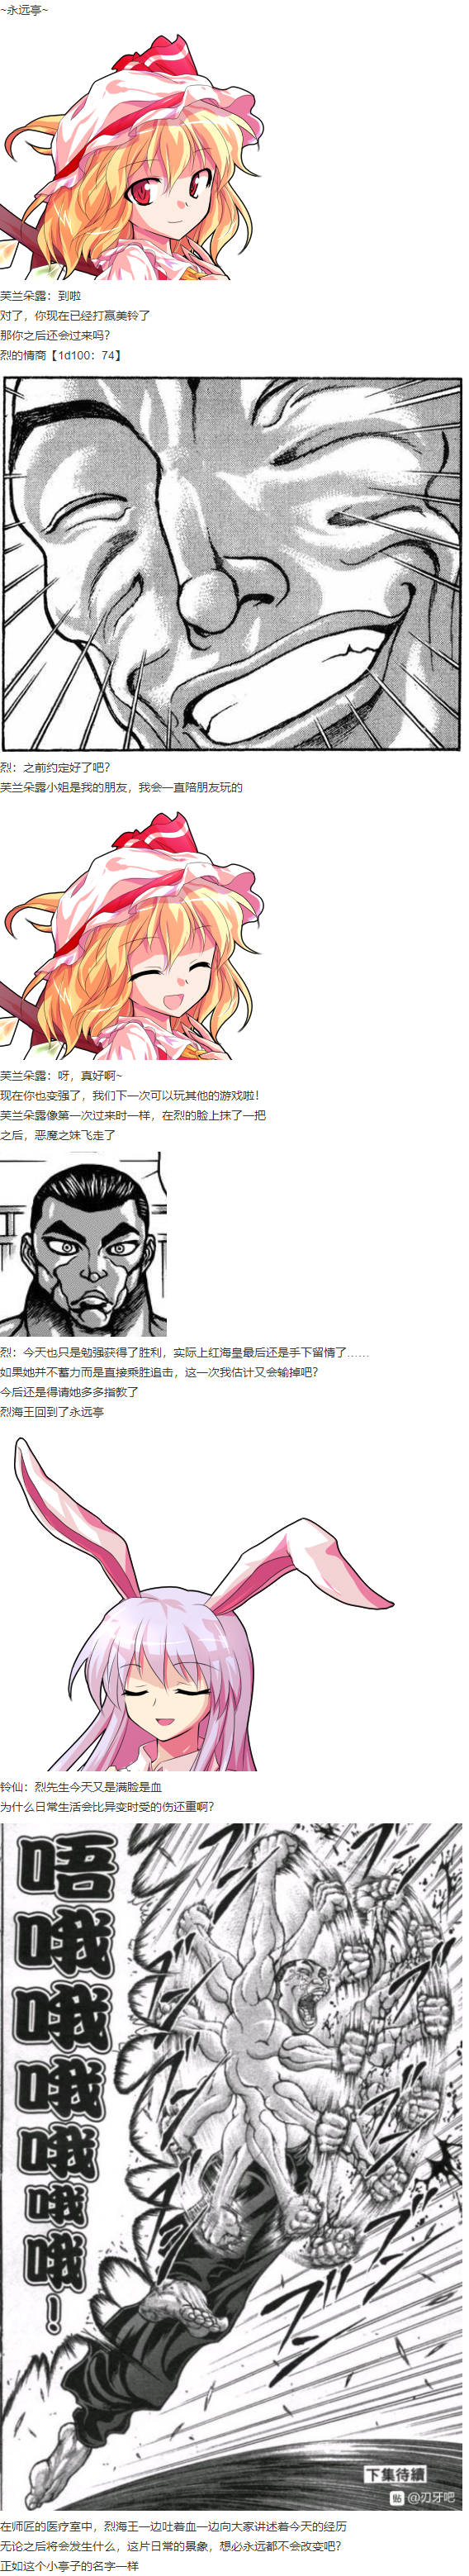 ~永远亭~
芙兰朵露：到啦
对了，你现在已经打赢美铃了
那你之后还会过来吗？
烈的情商【1d100：74】
烈：之前约定好了吧？
芙兰朵露小姐是我的朋友，我会一直陪朋友玩的
芙兰朵露：呀，真好啊~
现在你也变强了，我们下一次可以玩其他的游戏啦！
芙兰朵露像第一次过来时一样，在烈的脸上抹了一把
之后，恶魔之妹飞走了
烈：今天也只是勉强获得了胜利，实际上红海皇最后还是手下留情了……
如果她并不蓄力而是直接乘胜追击，这一次我估计又会输掉吧？
今后还是得请她多多指教了
烈海王回到了永远亭
铃仙：烈先生今天又是满脸是血
为什么日常生活会比异变时受的伤还重啊？
唔哦哦哦哦哦哦！
下集待續
贴 @刃牙吧
在师匠的医疗室中，烈海王一边吐着血一边向大家讲述着今天的经历
无论之后将会发生什么，这片日常的景象，想必永远都不会改变吧？
正如这个小亭子的名字一样